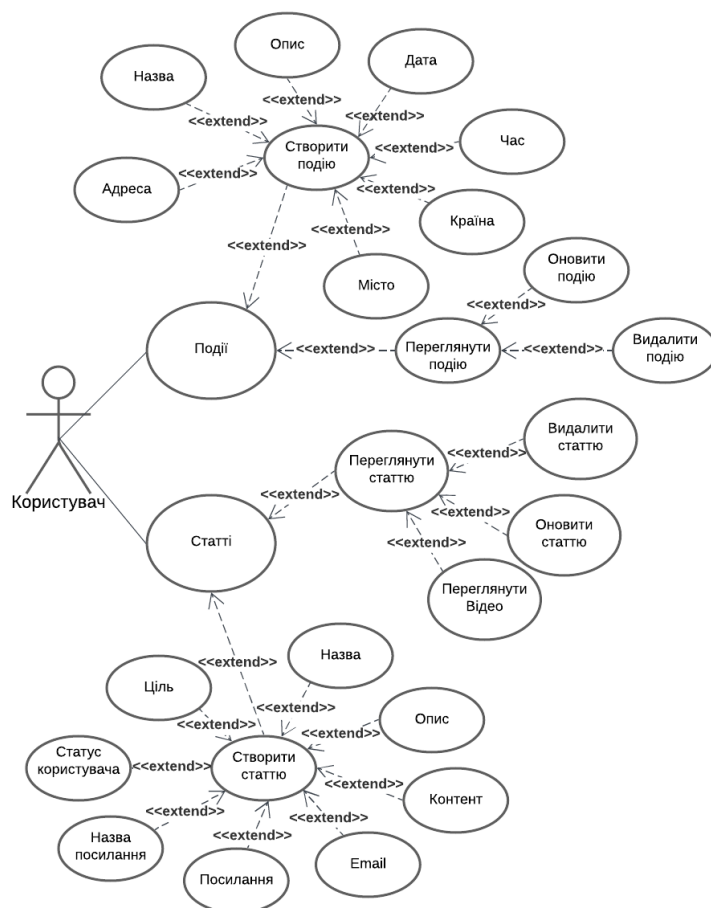 Опис
Дата
Назва
<<extend>>
<<extend>>
<<extend>>
Створити
подію
<<extend>>
Час
<<extend>>
Адреса
<<extend>>
Країна
<<extend>>
<<extend>>
Місто
Оновити
подію
<<extend>>
Події
<<extend>>
Переглянути
подію
<<extend>>
Видалити
подію
Користувач
Статті
<<extend>>
Переглянути
статтю
<<extend>>
Видалити
статтю
<<extend>>
Оновити
статтю
<<extend>>
Переглянути
Відео
<<extend>>
Назва
Ціль
<<extend>>
<<extend>>
Опис
<<extend>>
Статус
користувача
<<extend>>
Створити
статтю
<<extend>>
Контент
<<extend>>
Назва
посилання
<<extend>>
Посилання
<<extend>>
Email